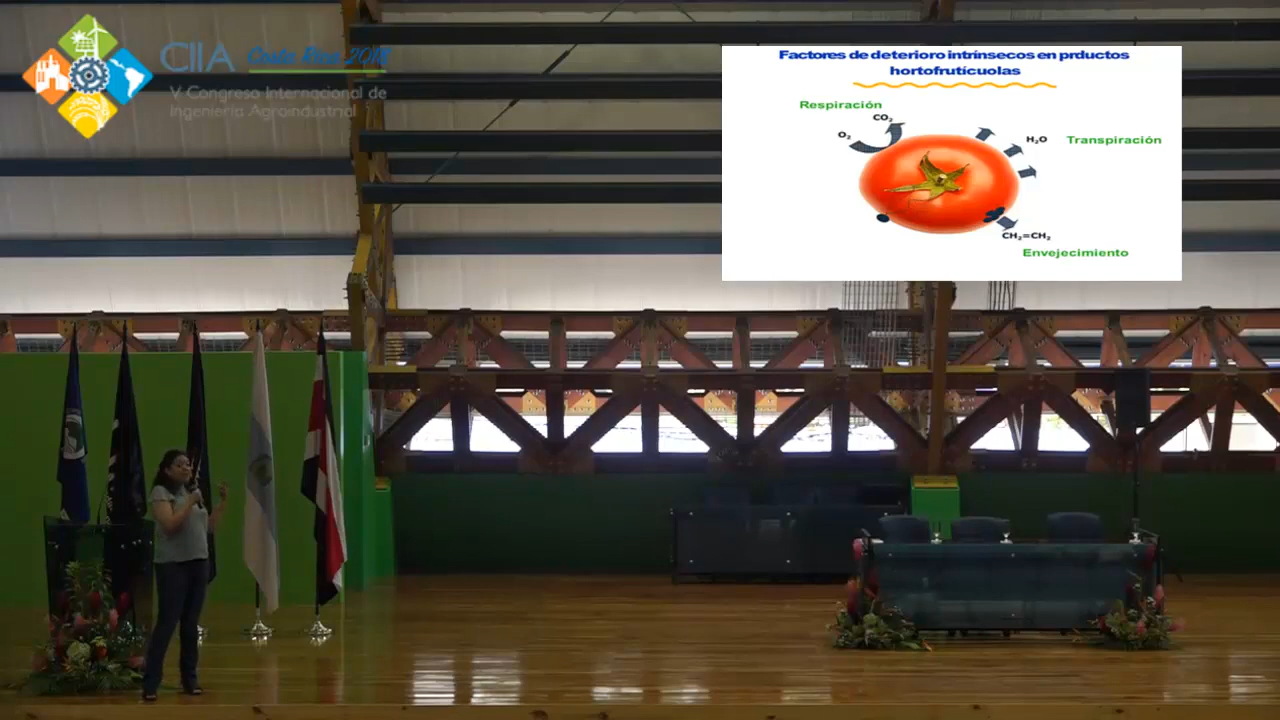 CIIA Costa Rica 2018
V Congreso Internacional de
Ingeniería Agroindustrial
Factores de deterioro intrínsecos en prductos
hortofrutícuolas
Respiración
CO₂
O₂
H₂O
Transpiración
CH₂=CH₂
Envejecimiento